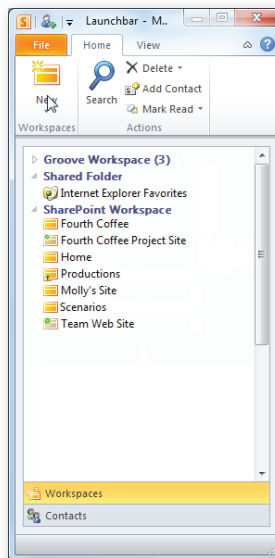 Launchbar - M..
File Home View
New
Search
Delete
Add Contact
Mark Read
Workspaces Actions
Groove Workspace (3)
Shared Folder
Internet Explorer Favorites
SharePoint Workspace
Fourth Coffee
Fourth Coffee Project Site
Home
Productions
Molly's Site
Scenarios
Team Web Site
Workspaces
Contacts